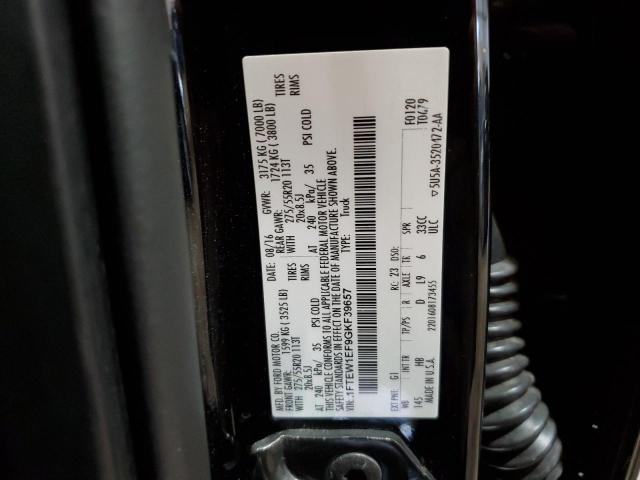 MFD. BY FORD MOTOR CO.
DATE: 08/16
GVWR: 3175 KG ( 7000 LB)
FRONT GAWR: 1599 KG ( 3525 LB)
REAR GAWR: 1724 KG ( 3800 LB)
WITH 275/55R20 113T TIRES
WITH 275/55R20 113T TIRES
20x8.5J RIMS
20x8.5J RIMS
AT 240 kPa/ 35 PSI COLD
AT 240 kPa/ 35 PSI COLD
THIS VEHICLE CONFORMS TO ALL APPLICABLE FEDERAL MOTOR VEHICLE
SAFETY STANDARDS IN EFFECT ON THE DATE OF MANUFACTURE SHOWN ABOVE.
VIN: 1FTEW1EF9GKF39657
TYPE: Truck
F0120
T0479
EXT PNT: G1 RC: 23 DSO:
WB INT TR TP/PS R AXLE TR SPR
145 HB D L9 6 33CC
MADE IN U.S.A. ULC
2201608173455
▽5U5A-3520472-AA